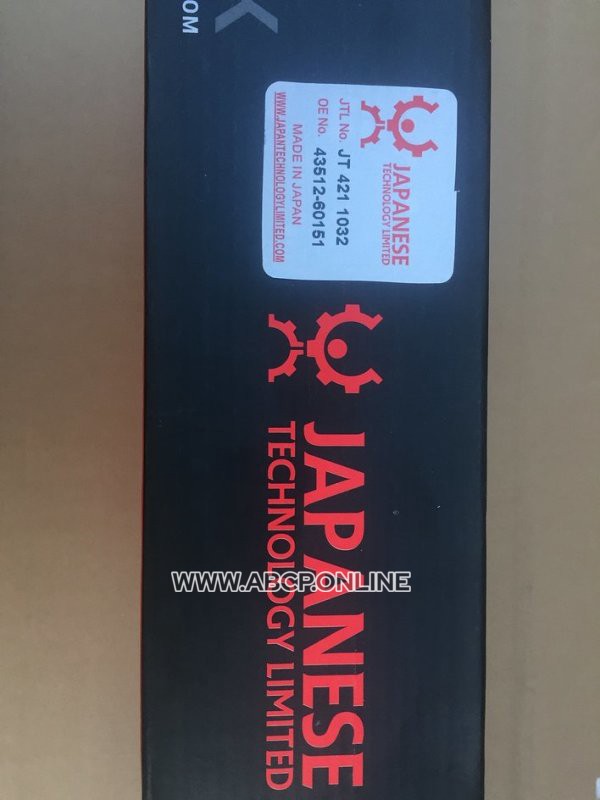 OM
K
JAPANESE
TECHNOLOGY LIMITED
JTL No. JT 421 1032
OE No. 43512-60151
MADE IN JAPAN
WWW.JAPANTECHNOLOGYLIMITED.COM
JAPANESE
TECHNOLOGY LIMITED
WWW.ABCP.ONLINE